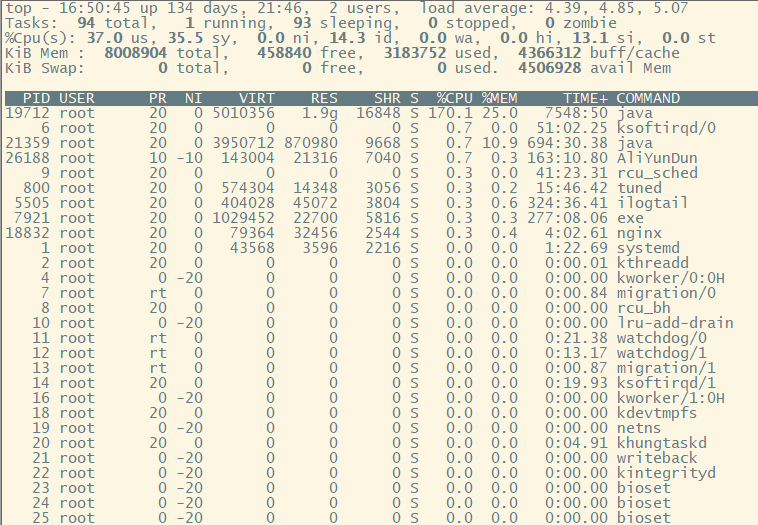 top - 16:50:45 up 134 days, 21:46,  2 users,  load average: 4.39, 4.85, 5.07
Tasks:  94 total,   1 running,  93 sleeping,   0 stopped,   0 zombie
%Cpu(s): 37.0 us, 35.5 sy,  0.0 ni, 14.3 id,  0.0 wa,  0.0 hi, 13.1 si,  0.0 st
KiB Mem :  8008904 total,   458840 free,  3183752 used,  4366312 buff/cache
KiB Swap:        0 total,        0 free,        0 used.  4506928 avail Mem
PID USER      PR  NI    VIRT    RES    SHR S  %CPU %MEM     TIME+ COMMAND
19712 root      20   0 5010356   1.9g  16848 S 170.1 25.0   7548:50 java
6 root      20   0       0      0      0 S   0.7  0.0  51:02.25 ksoftirqd/0
21359 root      20   0 3950712 870980   9668 S   0.7 10.9 694:30.38 java
26188 root      10 -10  143004  21316   7040 S   0.7  0.3 163:10.80 AliYunDun
9 root      20   0       0      0      0 S   0.3  0.0  41:23.31 rcu_sched
800 root      20   0  574304  14348   3056 S   0.3  0.2  15:46.42 tuned
5505 root      20   0  404028  45072   3804 S   0.3  0.6 324:36.41 ilogtail
7921 root      20   0 1029452  22700   5816 S   0.3  0.3 277:08.06 exe
18832 root      20   0   79364  32456   2544 S   0.3  0.4   4:02.61 nginx
1 root      20   0   43568   3596   2216 S   0.0  0.0   1:22.69 systemd
2 root      20   0       0      0      0 S   0.0  0.0   0:00.01 kthreadd
4 root       0 -20       0      0      0 S   0.0  0.0   0:00.00 kworker/0:0H
7 root      rt   0       0      0      0 S   0.0  0.0   0:00.84 migration/0
8 root      20   0       0      0      0 S   0.0  0.0   0:00.00 rcu_bh
10 root       0 -20       0      0      0 S   0.0  0.0   0:00.00 lru-add-drain
11 root      rt   0       0      0      0 S   0.0  0.0   0:21.38 watchdog/0
12 root      rt   0       0      0      0 S   0.0  0.0   0:13.17 watchdog/1
13 root      rt   0       0      0      0 S   0.0  0.0   0:00.87 migration/1
14 root      20   0       0      0      0 S   0.0  0.0   0:19.93 ksoftirqd/1
16 root       0 -20       0      0      0 S   0.0  0.0   0:00.00 kworker/1:0H
18 root      20   0       0      0      0 S   0.0  0.0   0:00.00 kdevtmpfs
19 root       0 -20       0      0      0 S   0.0  0.0   0:00.00 netns
20 root      20   0       0      0      0 S   0.0  0.0   0:04.91 khungtaskd
21 root       0 -20       0      0      0 S   0.0  0.0   0:00.00 writeback
22 root       0 -20       0      0      0 S   0.0  0.0   0:00.00 kintegrityd
23 root       0 -20       0      0      0 S   0.0  0.0   0:00.00 bioset
24 root       0 -20       0      0      0 S   0.0  0.0   0:00.00 bioset
25 root       0 -20       0      0      0 S   0.0  0.0   0:00.00 bioset